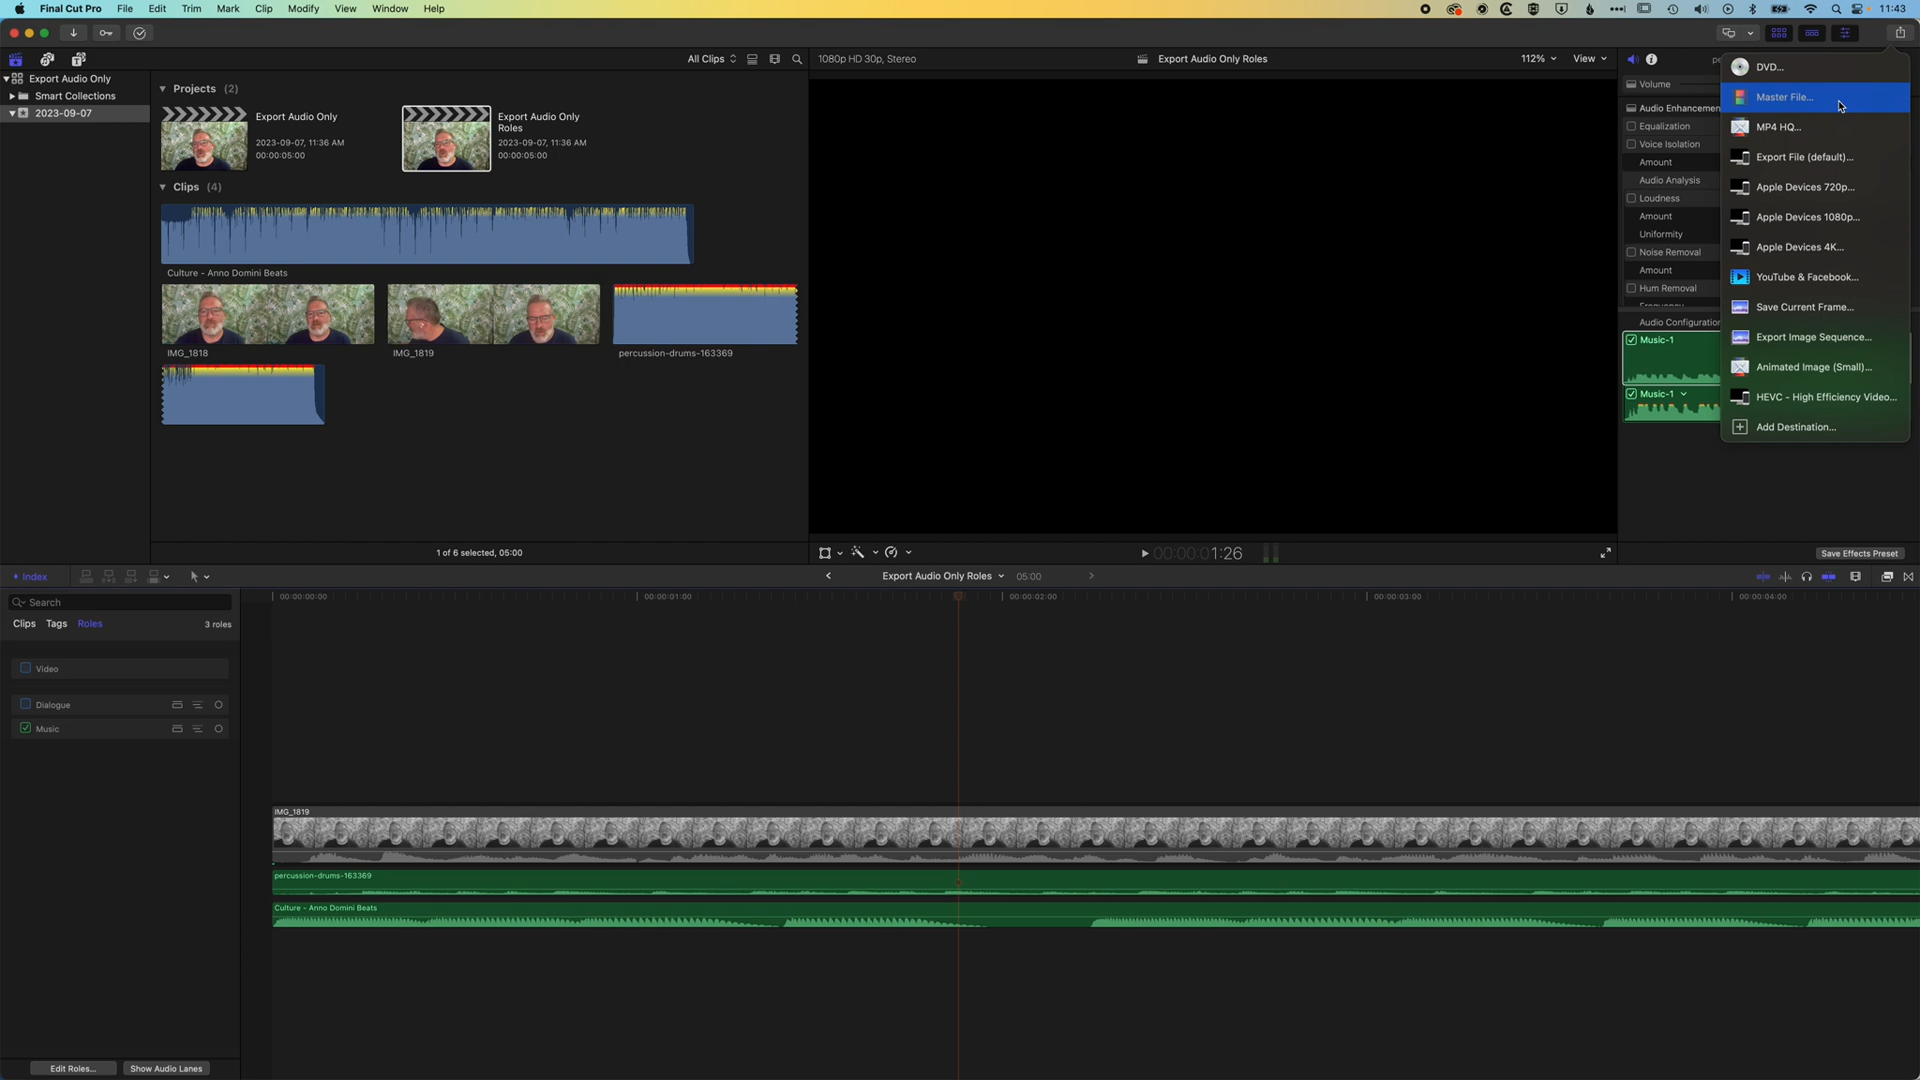 Final Cut Pro File Edit Trim Mark Clip Modify View Window Help 11:43
All Clips 1080p HD 30p, Stereo Export Audio Only Roles 112% View
Export Audio Only
Smart Collections
2023-09-07
Projects (2)
Export Audio Only
2023-09-07, 11:36 AM
00:00:05:00
Export Audio Only
Roles
2023-09-07, 11:36 AM
00:00:05:00
Clips (4)
Culture - Anno Domini Beats
IMG_1818 IMG_1819 percussion-drums-163369
1 of 6 selected, 05:00
00:00:01:26
Volume
Audio Enhancemen
Equalization
Voice Isolation
Amount
Audio Analysis
Loudness
Amount
Uniformity
Noise Removal
Amount
Hum Removal
Audio Configuration
Music-1
Music-1
DVD...
Master File...
MP4 HQ...
Export File (default)...
Apple Devices 720p...
Apple Devices 1080p...
Apple Devices 4K...
YouTube & Facebook...
Save Current Frame...
Export Image Sequence...
Animated Image (Small)...
HEVC - High Efficiency Video...
Add Destination...
Save Effects Preset
Index Export Audio Only Roles 05:00
Search
Clips Tags Roles 3 roles
Video
Dialogue
Music
00:00:00:00 00:00:01:00 00:00:02:00 00:00:03:00 00:00:04:00
IMG_1819
percussion-drums-163369
Culture - Anno Domini Beats
Edit Roles... Show Audio Lanes